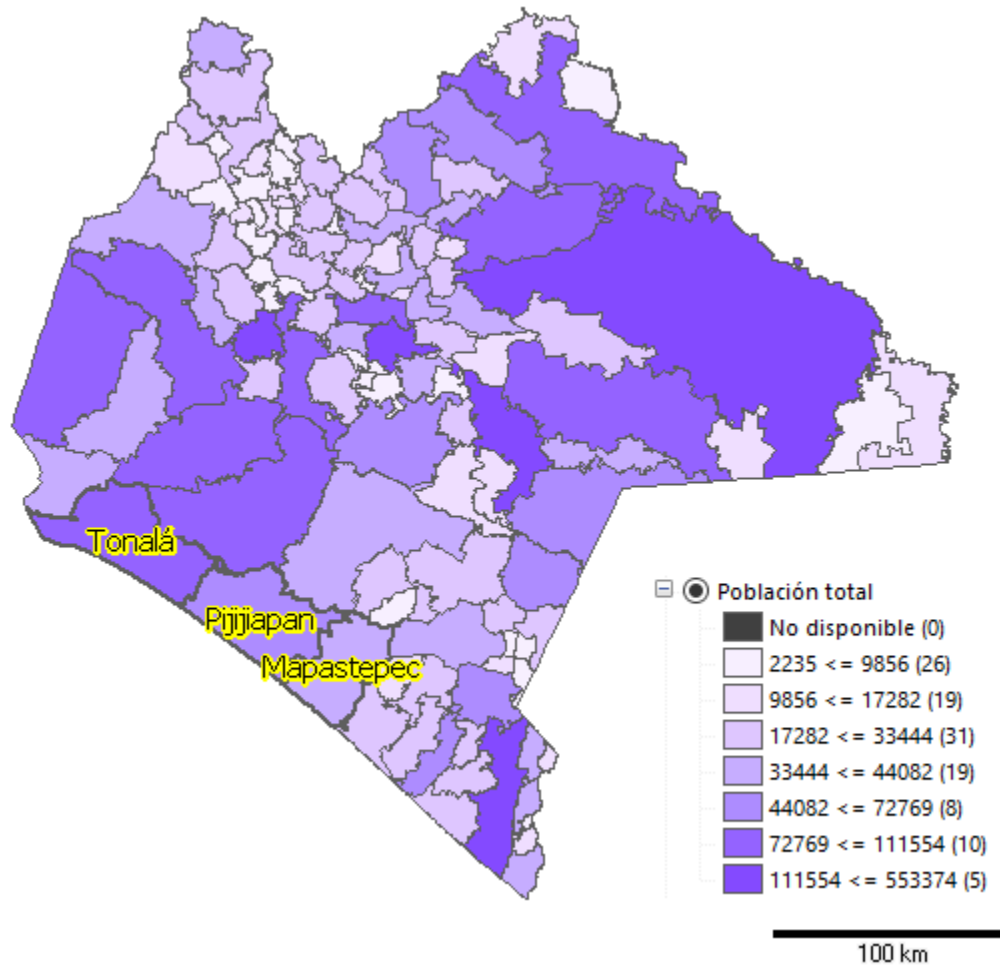 Tonalá
Pijijiapan
Mapastepec
Población total
No disponible (0)
2235 <= 9856 (26)
9856 <= 17282 (19)
17282 <= 33444 (31)
33444 <= 44082 (19)
44082 <= 72769 (8)
72769 <= 111554 (10)
111554 <= 553374 (5)
100 km